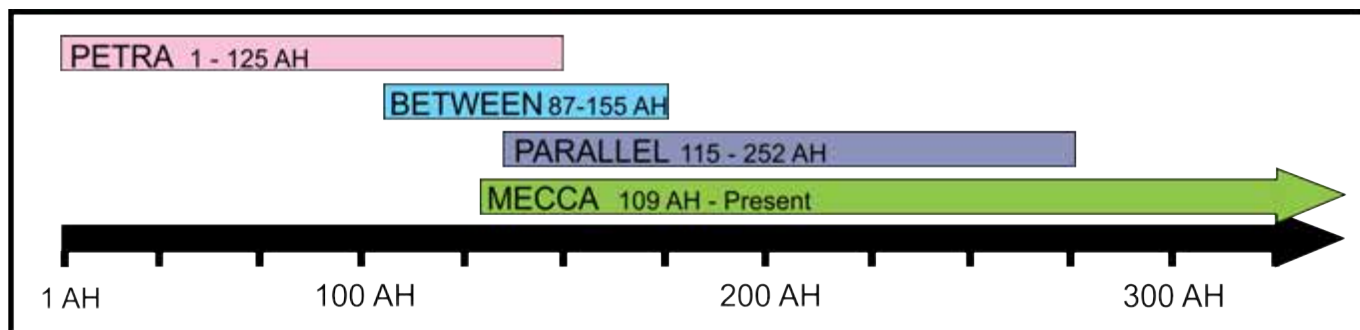 PETRA 1 - 125 AH
BETWEEN 87-155 AH
PARALLEL 115 - 252 AH
MECCA 109 AH - Present
1 AH 100 AH 200 AH 300 AH